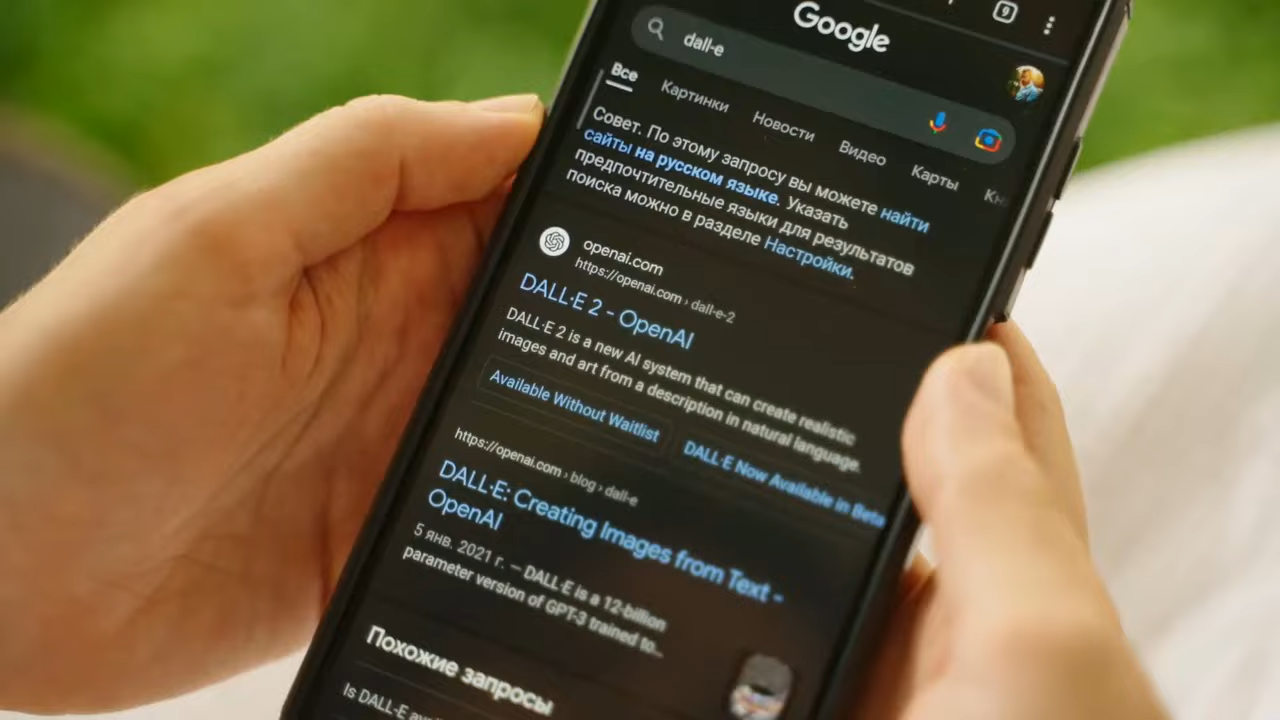 9
Google
dall-e
Все Картинки Новости Видео Карты
Совет. По этому запросу вы можете найти
сайты на русском языке. Указать
предпочтительные языки для результатов
поиска можно в разделе Настройки.
openai.com
https://openai.com › dall-e-2
DALL·E 2 - OpenAI
DALL·E 2 is a new AI system that can create realistic
images and art from a description in natural language.
Available Without Waitlist DALL·E Now Available in Beta
https://openai.com › blog › dall-e
DALL·E: Creating Images from Text -
OpenAI
5 янв. 2021 г. — DALL·E is a 12-billion
parameter version of GPT-3 trained to...
Похожие запросы
Is DALL-E